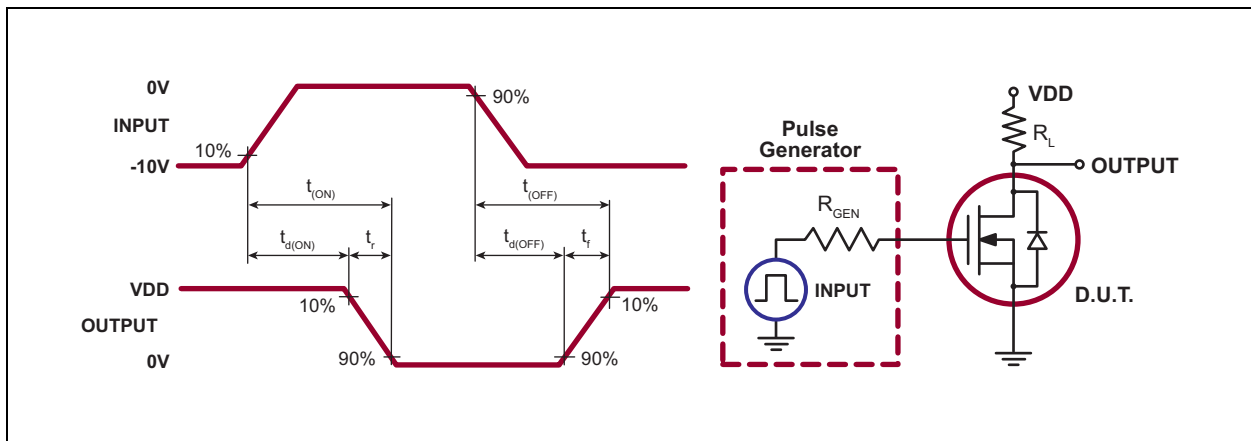 0V
90%
INPUT
10%
-10V
t(ON)
t(OFF)
td(ON)
tr
td(OFF)
tf
VDD
10%
10%
OUTPUT
0V
90%
90%
Pulse
Generator
RGEN
INPUT
VDD
RL
OUTPUT
D.U.T.